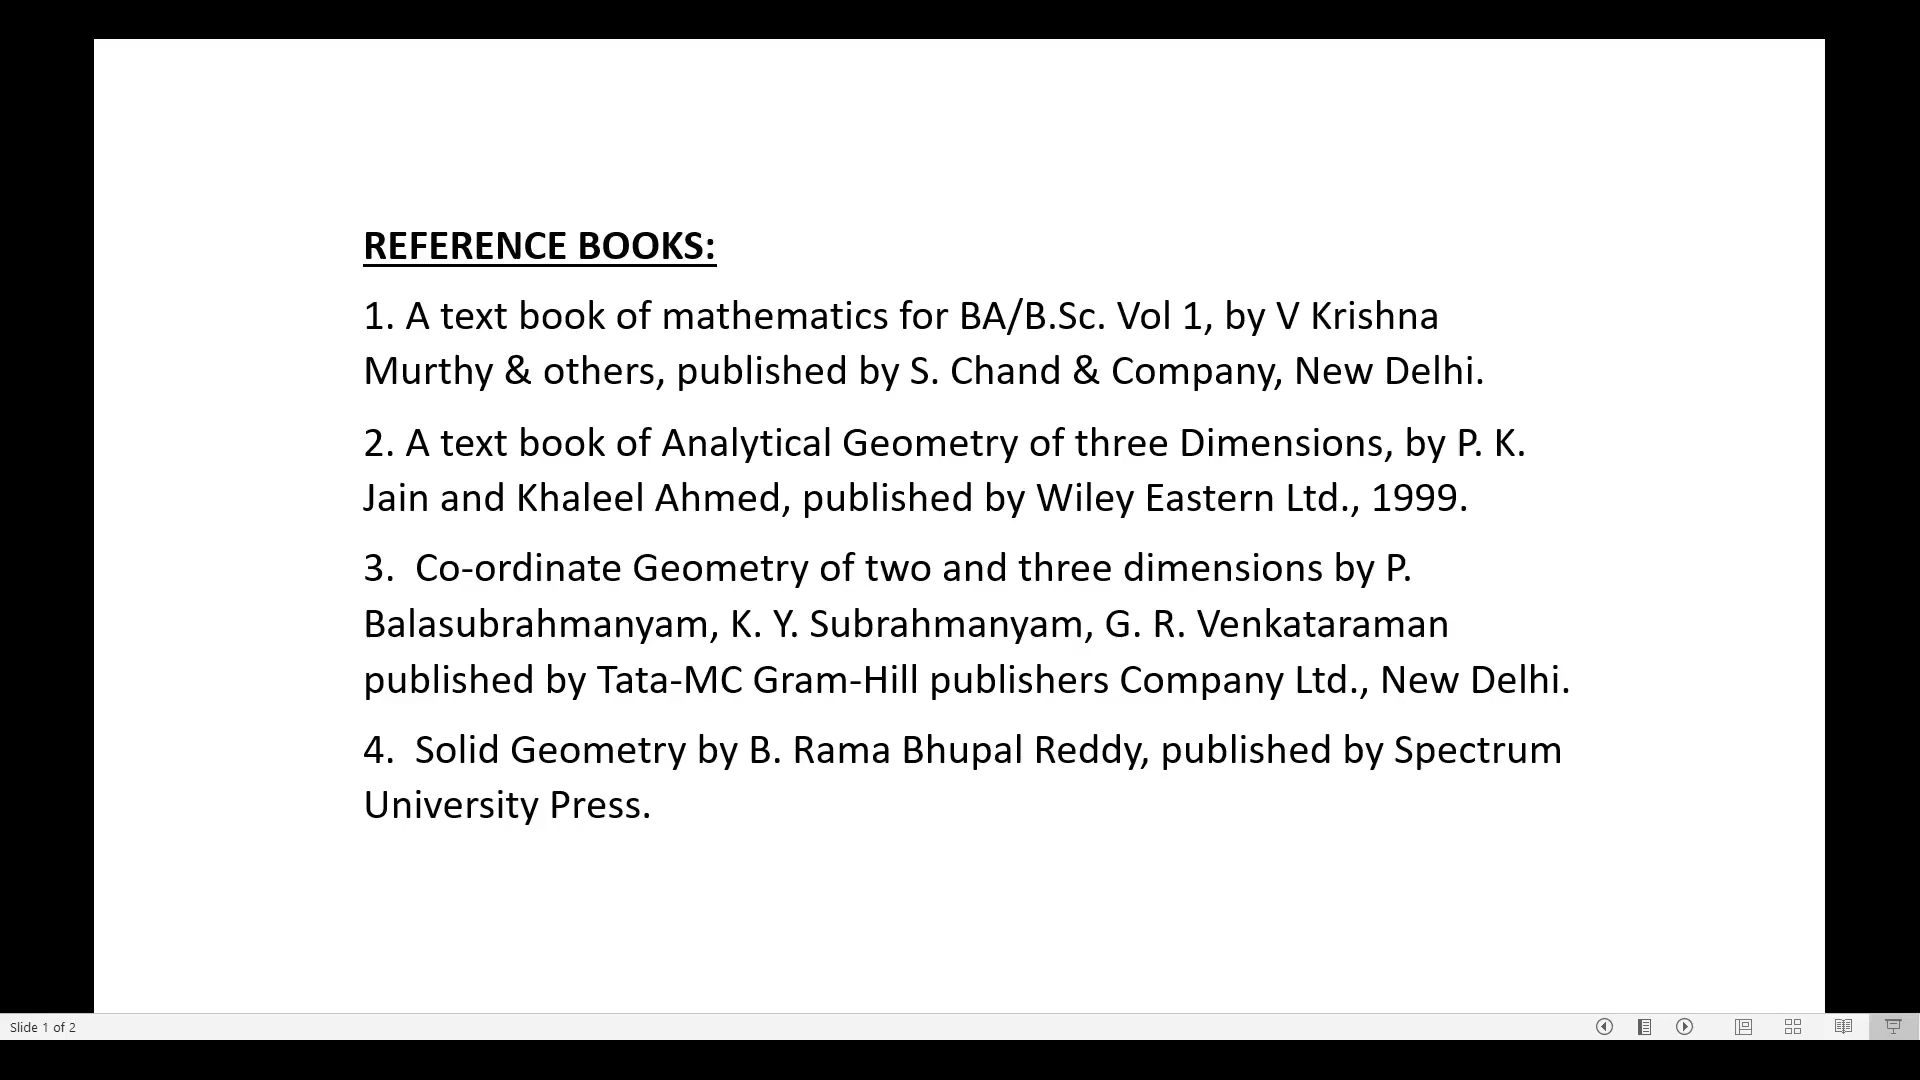 REFERENCE BOOKS:
1. A text book of mathematics for BA/B.Sc. Vol 1, by V Krishna
Murthy & others, published by S. Chand & Company, New Delhi.
2. A text book of Analytical Geometry of three Dimensions, by P. K.
Jain and Khaleel Ahmed, published by Wiley Eastern Ltd., 1999.
3.  Co-ordinate Geometry of two and three dimensions by P.
Balasubrahmanyam, K. Y. Subrahmanyam, G. R. Venkataraman
published by Tata-MC Gram-Hill publishers Company Ltd., New Delhi.
4.  Solid Geometry by B. Rama Bhupal Reddy, published by Spectrum
University Press.
Slide 1 of 2